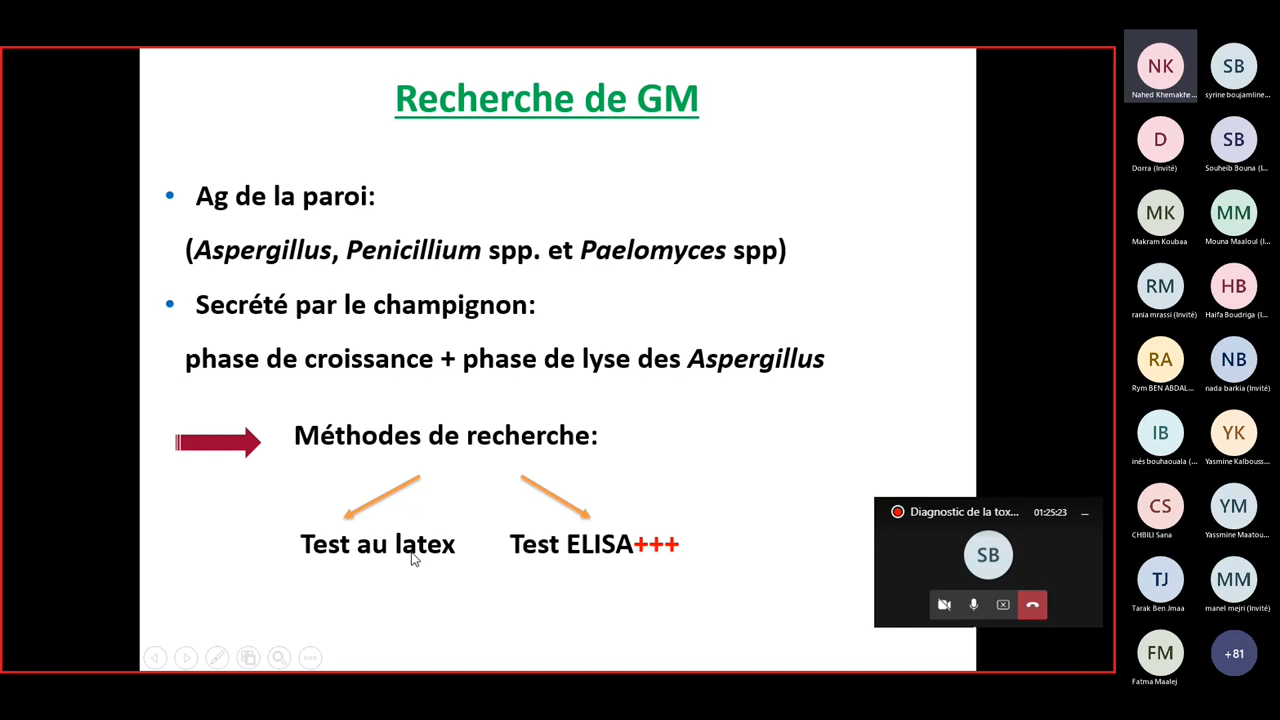 Recherche de GM
• Ag de la paroi:
(Aspergillus, Penicillium spp. et Paelomyces spp)
• Secrété par le champignon:
phase de croissance + phase de lyse des Aspergillus
Méthodes de recherche:
Test au latex
Test ELISA+++
Diagnostic de la tox... 01:25:23
SB
NK
Nahed Khemakhe...
SB
syrine boujamline...
D
Dorra (Invité)
SB
Souheib Bouna (I...
MK
Makram Koubaa
MM
Mouna Maaloul (I...
RM
rania mrassi (Invité)
HB
Haifa Boudriga (I...
RA
Rym BEN ABDAL...
NB
nada barkia (Invité)
IB
inès bouhaouala (...
YK
Yasmine Kalbouss...
CS
CHBILI Sana
YM
Yassmine Maatou...
TJ
Tarak Ben Jmaa
MM
manel mejri (Invité)
FM
Fatma Maalej
+81